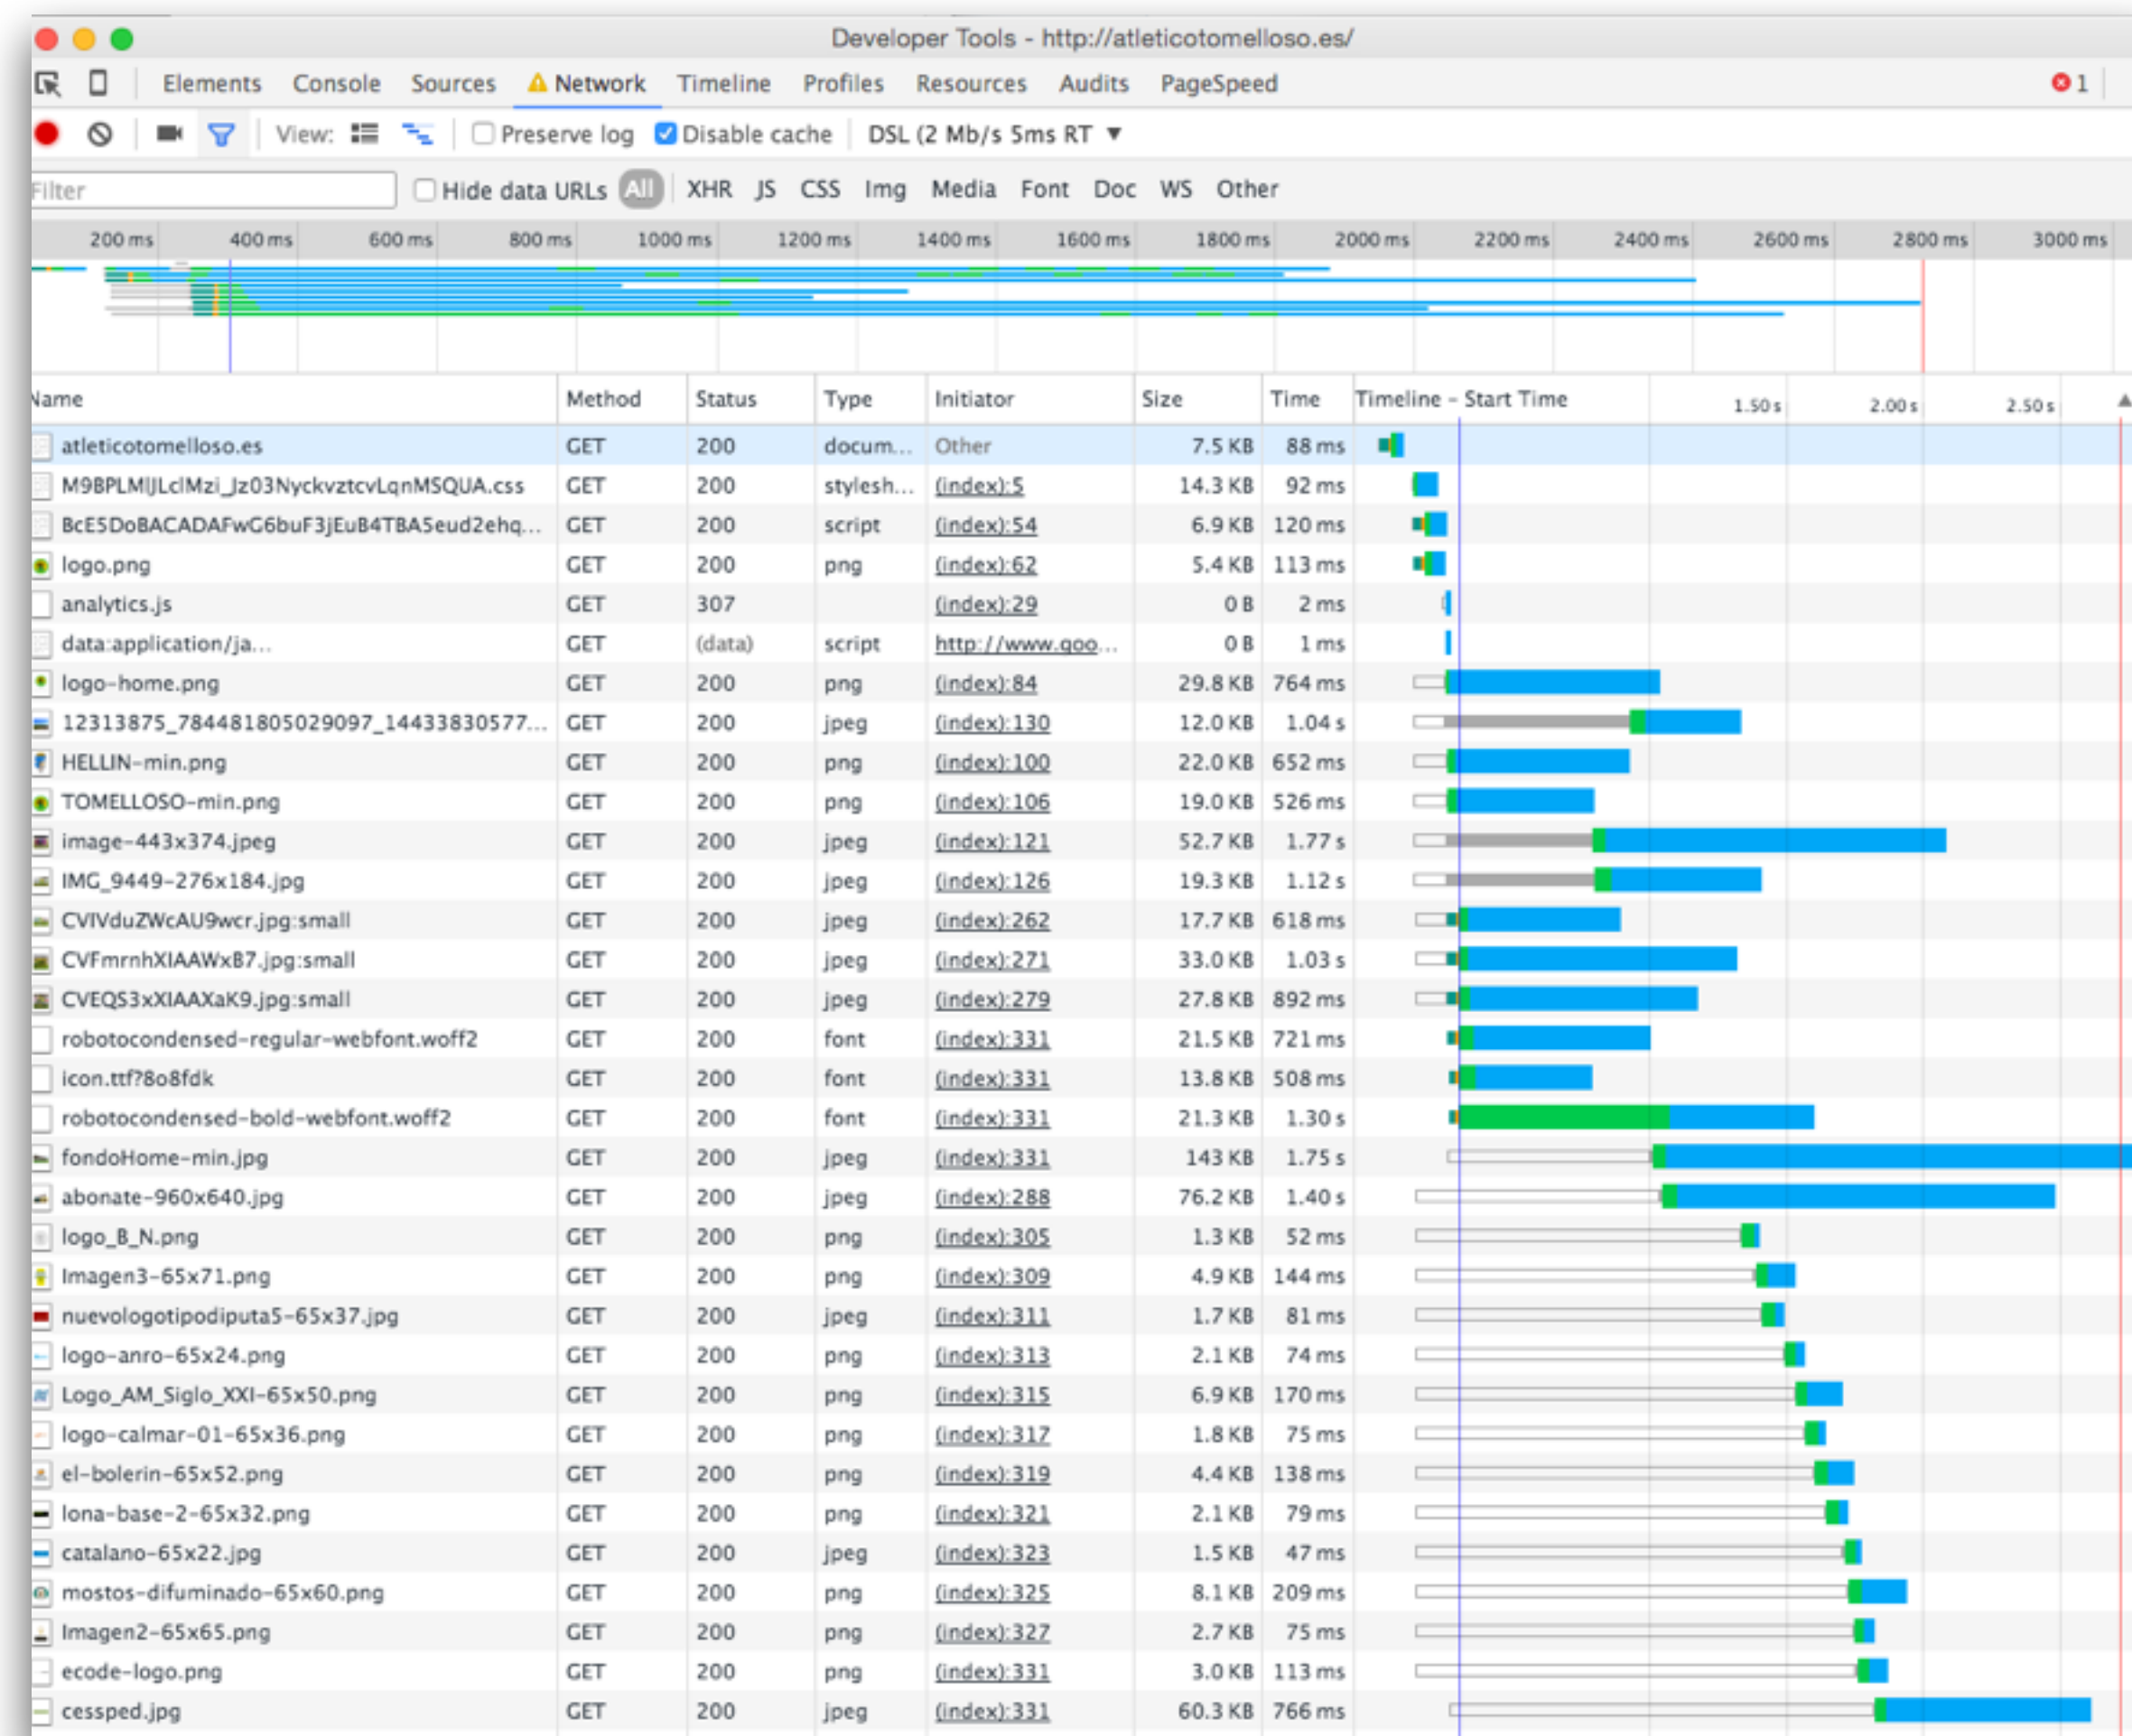 Developer Tools - http://atleticotomelloso.es/
Elements Console Sources Network Timeline Profiles Resources Audits PageSpeed 1
View: Preserve log Disable cache DSL (2 Mb/s 5ms RT
Filter Hide data URLs All XHR JS CSS Img Media Font Doc WS Other
200 ms 400 ms 600 ms 800 ms 1000 ms 1200 ms 1400 ms 1600 ms 1800 ms 2000 ms 2200 ms 2400 ms 2600 ms 2800 ms 3000 ms
Name Method Status Type Initiator Size Time Timeline – Start Time 1.50 s 2.00 s 2.50 s
atleticotomelloso.es GET 200 docum... Other 7.5 KB 88 ms
GET 200 stylesh... (index):5 14.3 KB 92 ms
GET 200 script (index):54 6.9 KB 120 ms
logo.png GET 200 png (index):62 5.4 KB 113 ms
analytics.js GET 307 (index):29 0 B 2 ms
data:application/ja... GET (data) script http://www.goo... 0 B 1 ms
logo-home.png GET 200 png (index):84 29.8 KB 764 ms
12313875_784481805029097_14433830577... GET 200 jpeg (index):130 12.0 KB 1.04 s
HELLIN-min.png GET 200 png (index):100 22.0 KB 652 ms
TOMELLOSO-min.png GET 200 png (index):106 19.0 KB 526 ms
image-443x374.jpeg GET 200 jpeg (index):121 52.7 KB 1.77 s
IMG_9449-276x184.jpg GET 200 jpeg (index):126 19.3 KB 1.12 s
CVIVduZWcAU9wcr.jpg:small GET 200 jpeg (index):262 17.7 KB 618 ms
CVFmrnhXIAAWxB7.jpg:small GET 200 jpeg (index):271 33.0 KB 1.03 s
CVEQS3xXIAAXaK9.jpg:small GET 200 jpeg (index):279 27.8 KB 892 ms
robotocondensed-regular-webfont.woff2 GET 200 font (index):331 21.5 KB 721 ms
icon.ttf?8o8fdk GET 200 font (index):331 13.8 KB 508 ms
robotocondensed-bold-webfont.woff2 GET 200 font (index):331 21.3 KB 1.30 s
fondoHome-min.jpg GET 200 jpeg (index):331 143 KB 1.75 s
abonate-960x640.jpg GET 200 jpeg (index):288 76.2 KB 1.40 s
logo_B_N.png GET 200 png (index):305 1.3 KB 52 ms
Imagen3-65x71.png GET 200 png (index):309 4.9 KB 144 ms
nuevologotipodiputa5-65x37.jpg GET 200 jpeg (index):311 1.7 KB 81 ms
logo-anro-65x24.png GET 200 png (index):313 2.1 KB 74 ms
Logo_AM_Siglo_XXI-65x50.png GET 200 png (index):315 6.9 KB 170 ms
logo-calmar-01-65x36.png GET 200 png (index):317 1.8 KB 75 ms
el-bolerin-65x52.png GET 200 png (index):319 4.4 KB 138 ms
lona-base-2-65x32.png GET 200 png (index):321 2.1 KB 79 ms
catalano-65x22.jpg GET 200 jpeg (index):323 1.5 KB 47 ms
mostos-difuminado-65x60.png GET 200 png (index):325 8.1 KB 209 ms
Imagen2-65x65.png GET 200 png (index):327 2.7 KB 75 ms
ecode-logo.png GET 200 png (index):331 3.0 KB 113 ms
cessped.jpg GET 200 jpeg (index):331 60.3 KB 766 ms